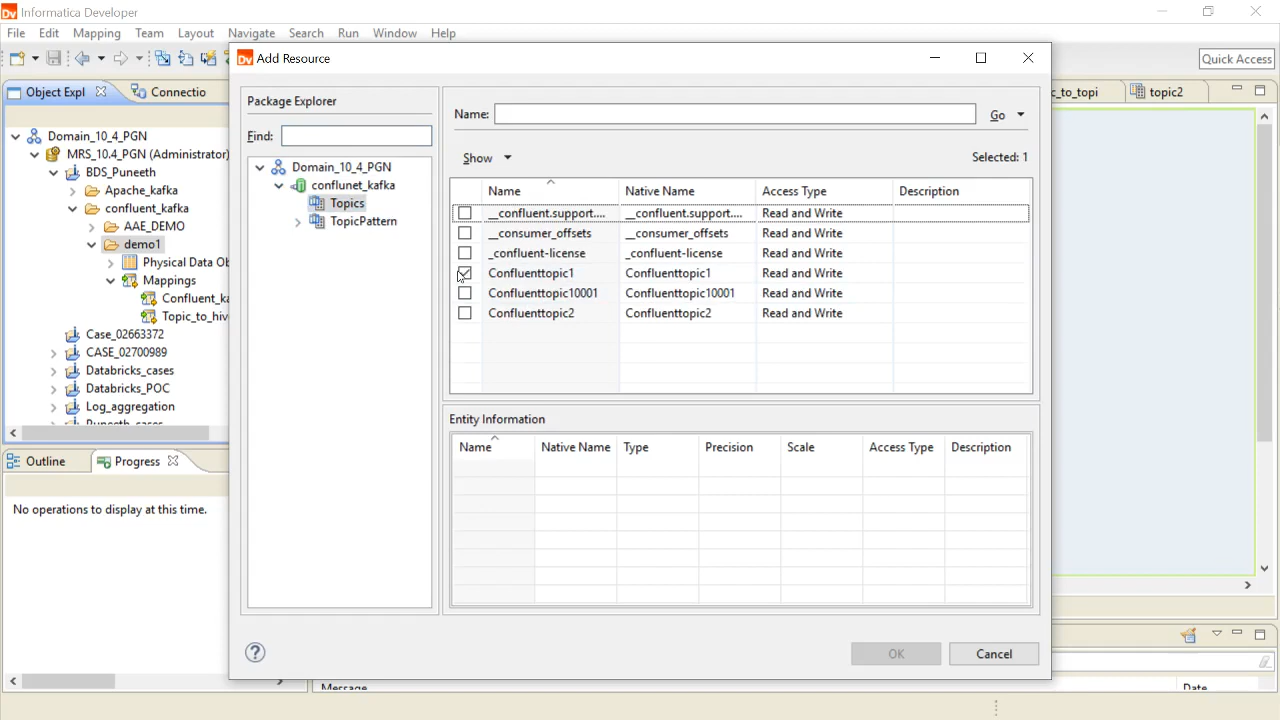 Informatica Developer
File Edit Mapping Team Layout Navigate Search Run Window Help
Quick Access
Object Expl Connectio
c_to_topi topic2
Domain_10_4_PGN
MRS_10.4_PGN (Administrator)
BDS_Puneeth
Apache_kafka
confluent_kafka
AAE_DEMO
demo1
Physical Data Ob
Mappings
Confluent_ka
Topic_to_hiv
Case_02663372
CASE_02700989
Databricks_cases
Databricks_POC
Log_aggregation
Puneeth_cases
Outline Progress
No operations to display at this time.
Dv Add Resource
Package Explorer
Find:
Domain_10_4_PGN
conflunet_kafka
Topics
TopicPattern
Name: Go
Show Selected: 1
Name Native Name Access Type Description
__confluent.support.... __confluent.support.... Read and Write
__consumer_offsets __consumer_offsets Read and Write
_confluent-license _confluent-license Read and Write
Confluenttopic1 Confluenttopic1 Read and Write
Confluenttopic10001 Confluenttopic10001 Read and Write
Confluenttopic2 Confluenttopic2 Read and Write
Entity Information
Name Native Name Type Precision Scale Access Type Description
? OK Cancel
Message Date